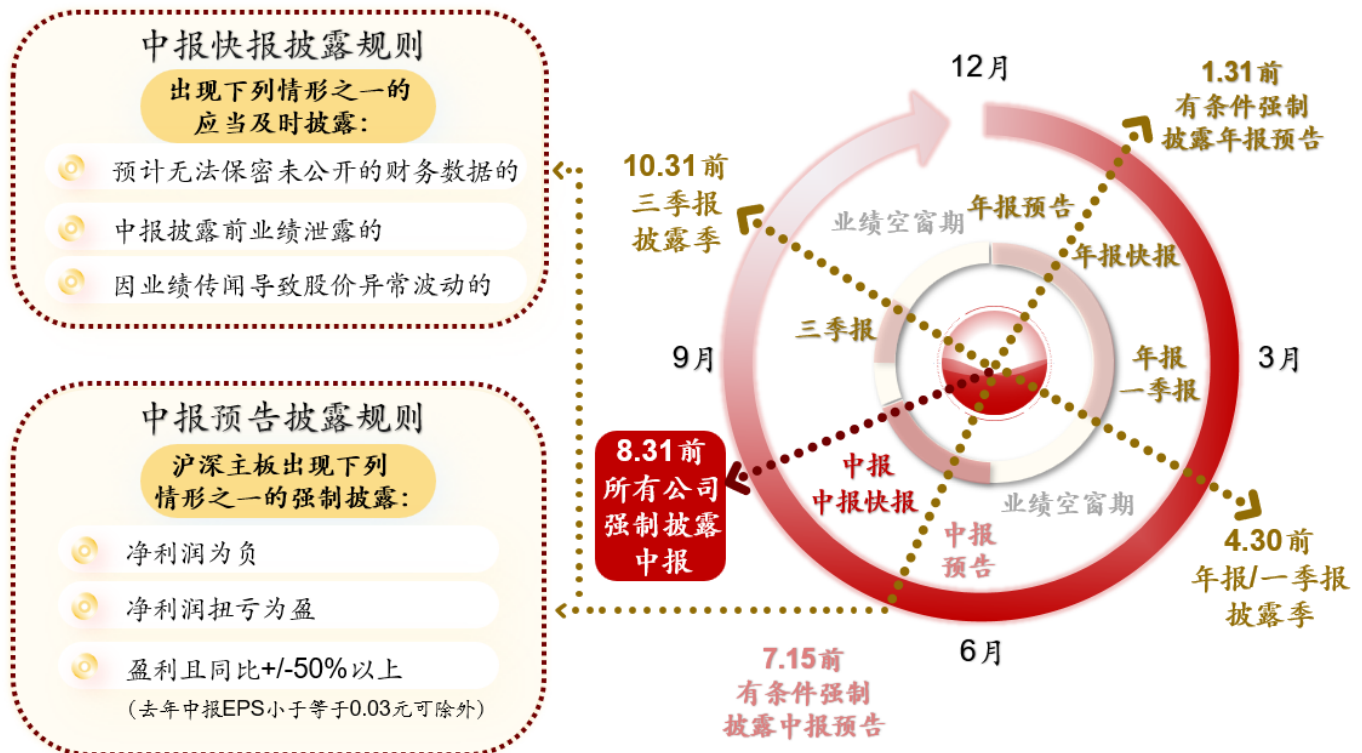 中报快报披露规则
出现下列情形之一的
应当及时披露：
预计无法保密未公开的财务数据的
中报披露前业绩泄露的
因业绩传闻导致股价异常波动的
中报预告披露规则
沪深主板出现下列
情形之一的强制披露：
净利润为负
净利润扭亏为盈
盈利且同比+/-50%以上
（去年中报EPS小于等于0.03元可除外）
12月
1.31前
有条件强制
披露年报预告
10.31前
三季报
披露季
业绩空窗期
年报预告
年报快报
三季报
9月
年报
一季报
3月
8.31前
所有公司
强制披露
中报
中报
中报快报
业绩空窗期
中报
预告
4.30前
年报/一季报
披露季
6月
7.15前
有条件强制
披露中报预告